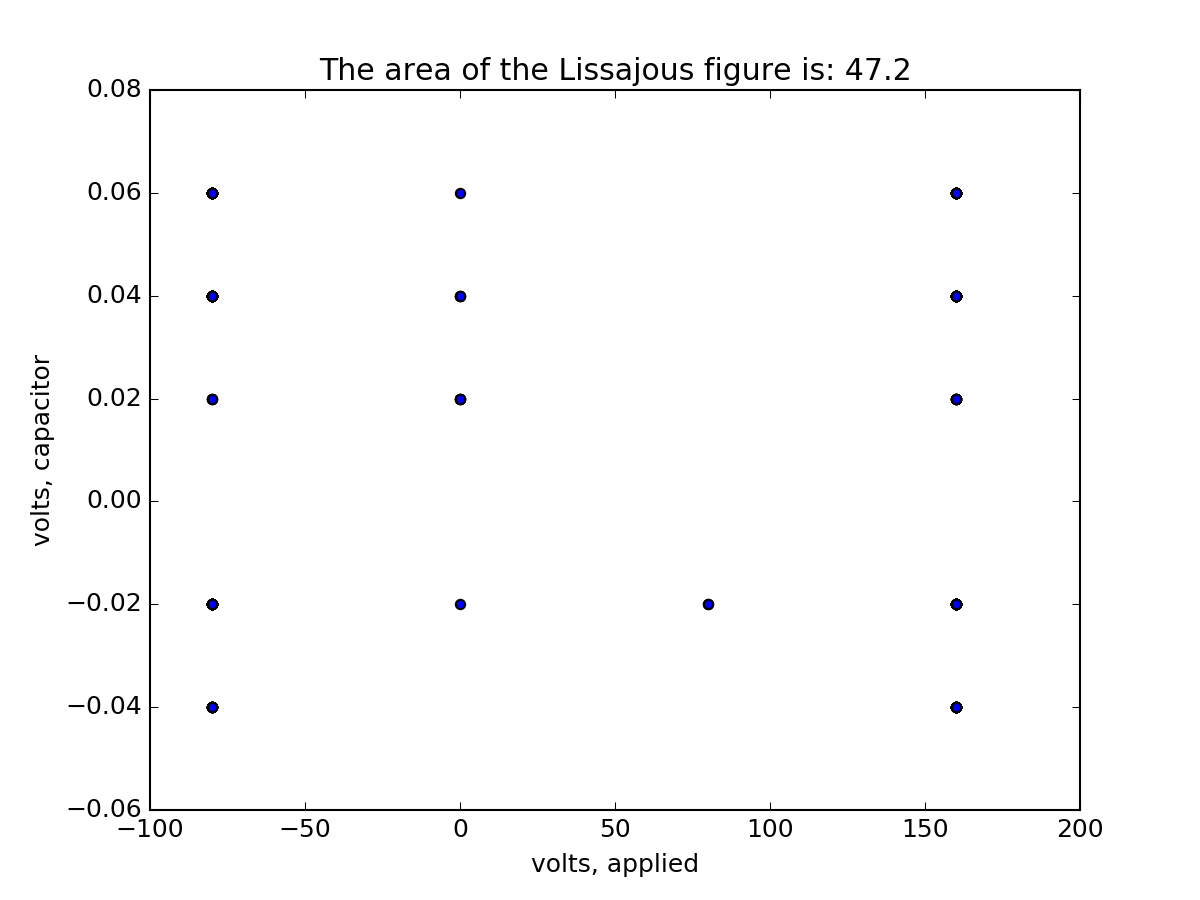 The area of the Lissajous figure is: 47.2
0.08
0.06
0.04
0.02
0.00
−0.02
−0.04
−0.06
volts, capacitor
−100 −50 0 50 100 150 200
volts, applied